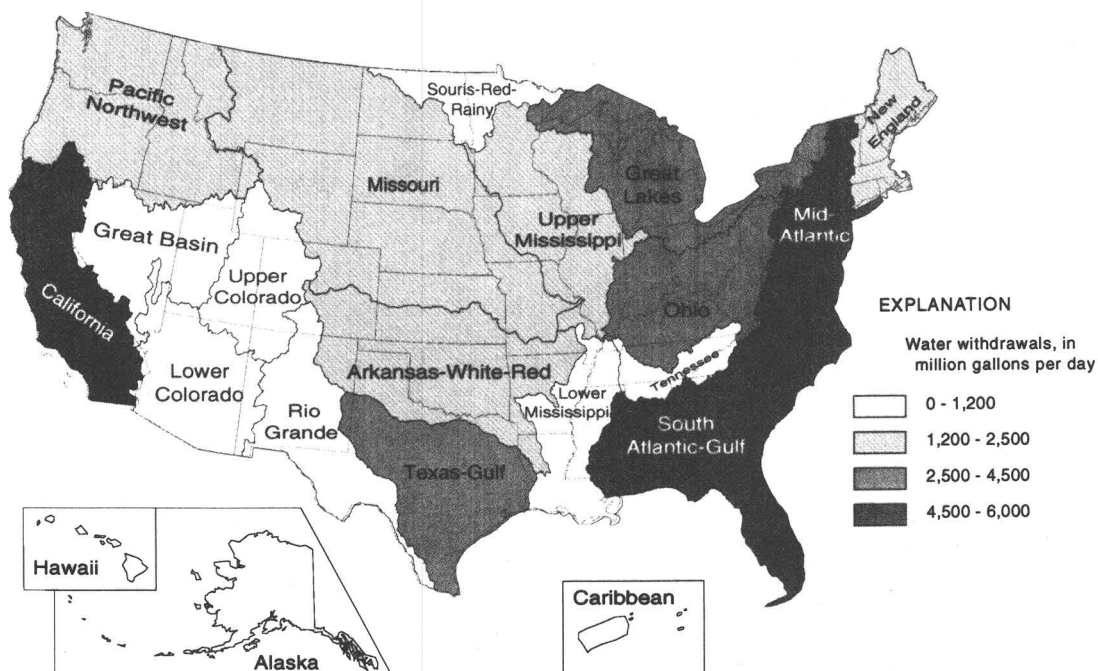 Pacific
Northwest
Souris-Red-
Rainy
New
England
Missouri
Great
Lakes
Upper
Mississippi
Mid-
Atlantic
Great Basin
Upper
Colorado
California
Ohio
Lower
Colorado
Arkansas-White-Red
Tennessee
Lower
Mississippi
Rio
Grande
South
Atlantic-Gulf
Texas-Gulf
Hawaii
Alaska
Caribbean
EXPLANATION
Water withdrawals, in
million gallons per day
0 - 1,200
1,200 - 2,500
2,500 - 4,500
4,500 - 6,000